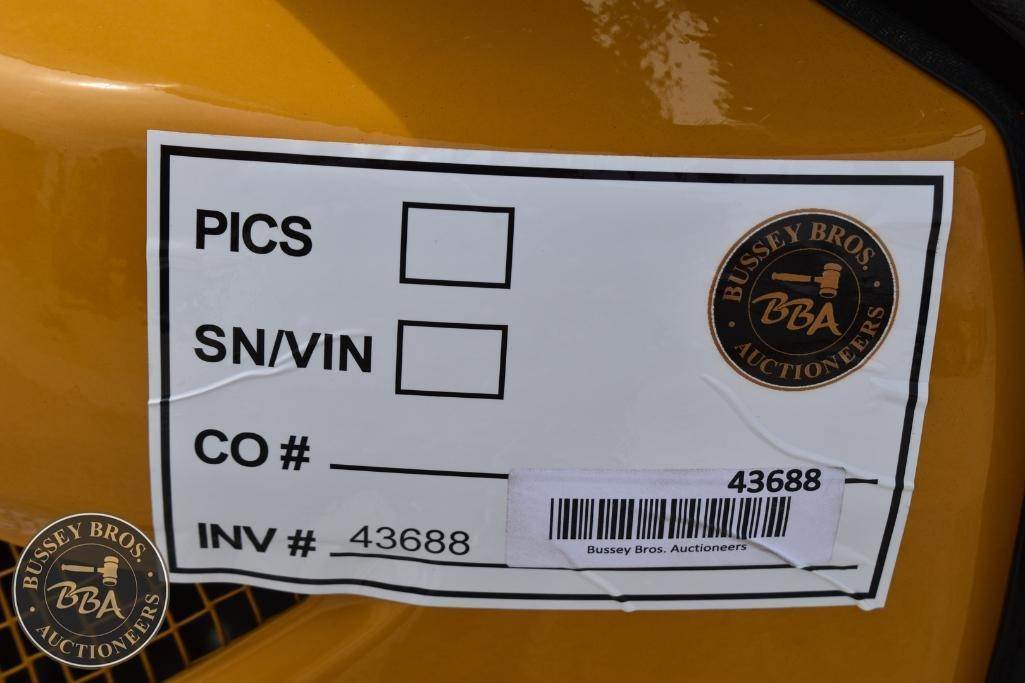 PICS
SN/VIN
CO #
INV # 43688
BUSSEY BROS.
BBA
AUCTIONEERS
43688
Bussey Bros. Auctioneers
BUSSEY BROS.
BBA
AUCTIONEERS